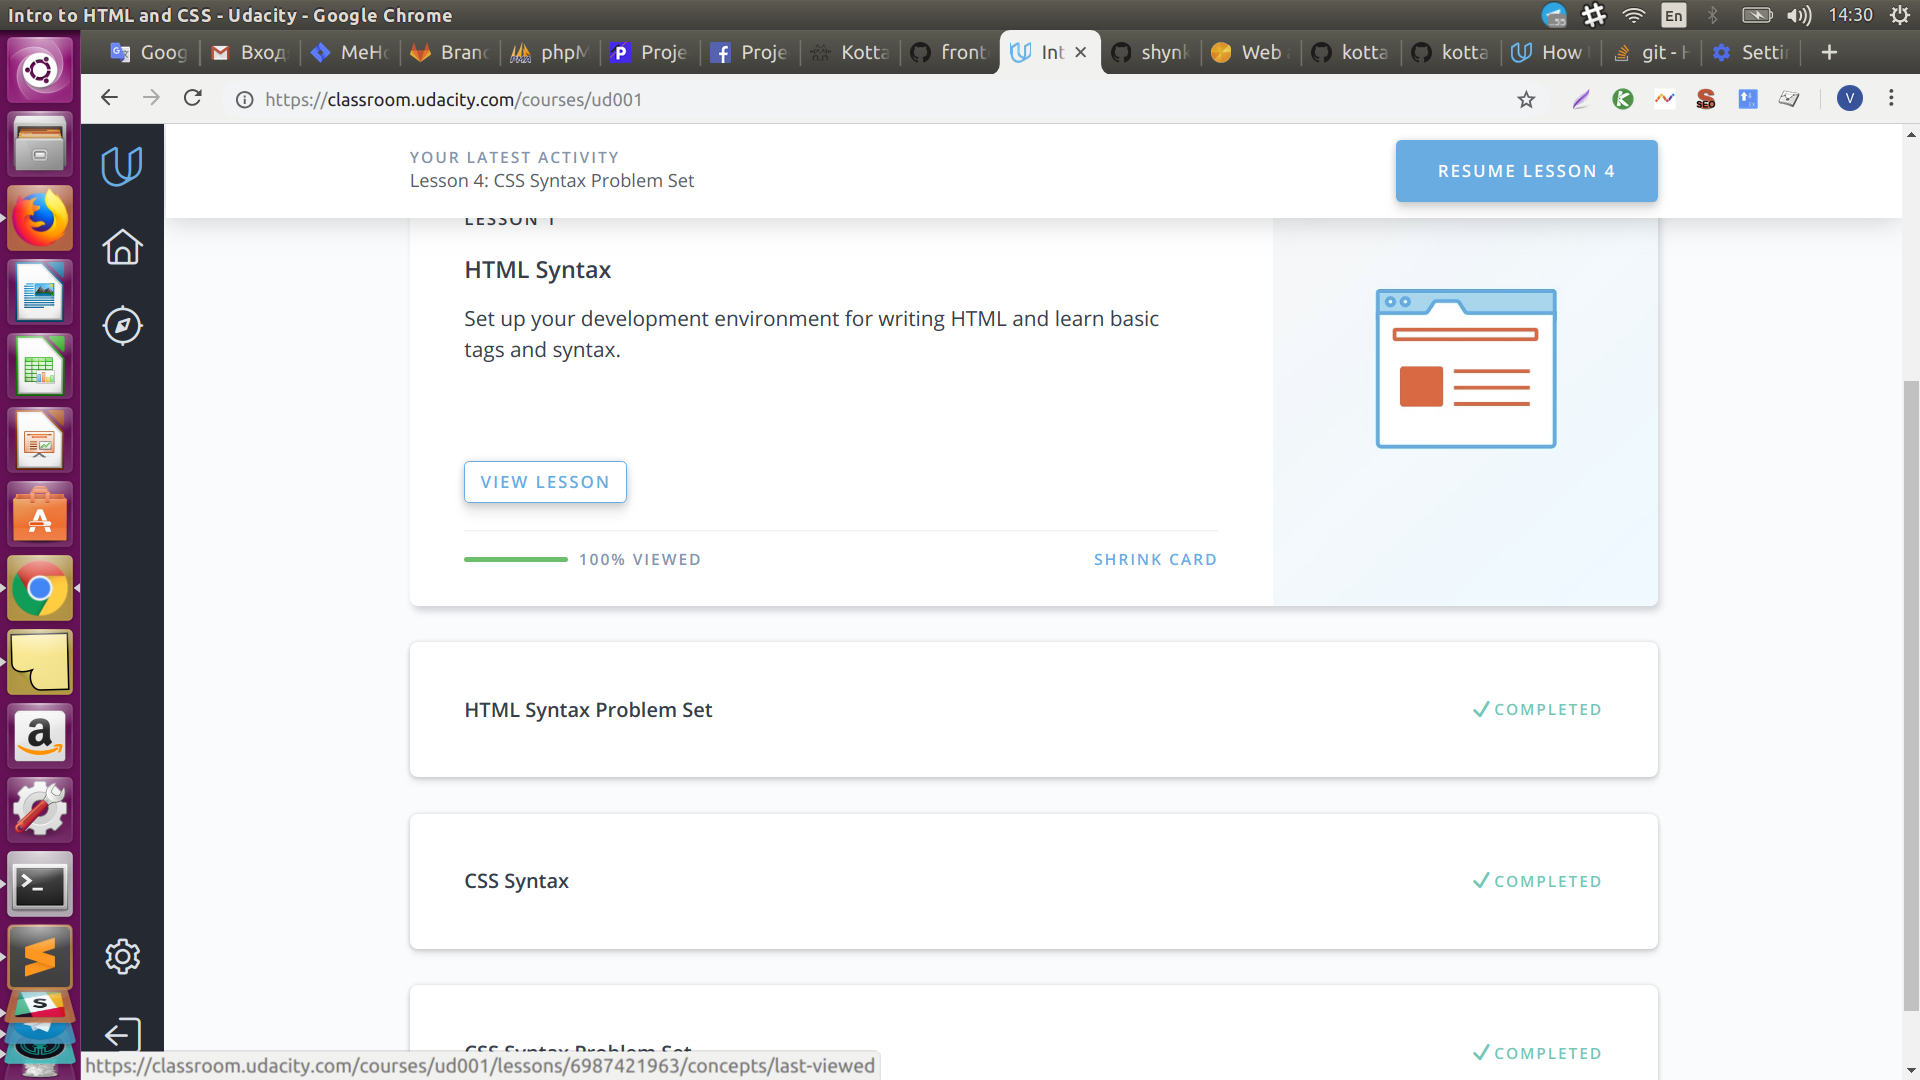 Intro to HTML and CSS - Udacity - Google Chrome
En
14:30
Goog
Вход
MeHo
Branc
phpM
Proje
Proje
Kotta
front
Int
shynk
Web
kotta
kotta
How
git - H
Settin
https://classroom.udacity.com/courses/ud001
SEO
V
YOUR LATEST ACTIVITY
Lesson 4: CSS Syntax Problem Set
RESUME LESSON 4
LESSON 1
HTML Syntax
Set up your development environment for writing HTML and learn basic
tags and syntax.
VIEW LESSON
100% VIEWED
SHRINK CARD
HTML Syntax Problem Set
COMPLETED
CSS Syntax
COMPLETED
CSS Syntax Problem Set
COMPLETED
https://classroom.udacity.com/courses/ud001/lessons/6987421963/concepts/last-viewed